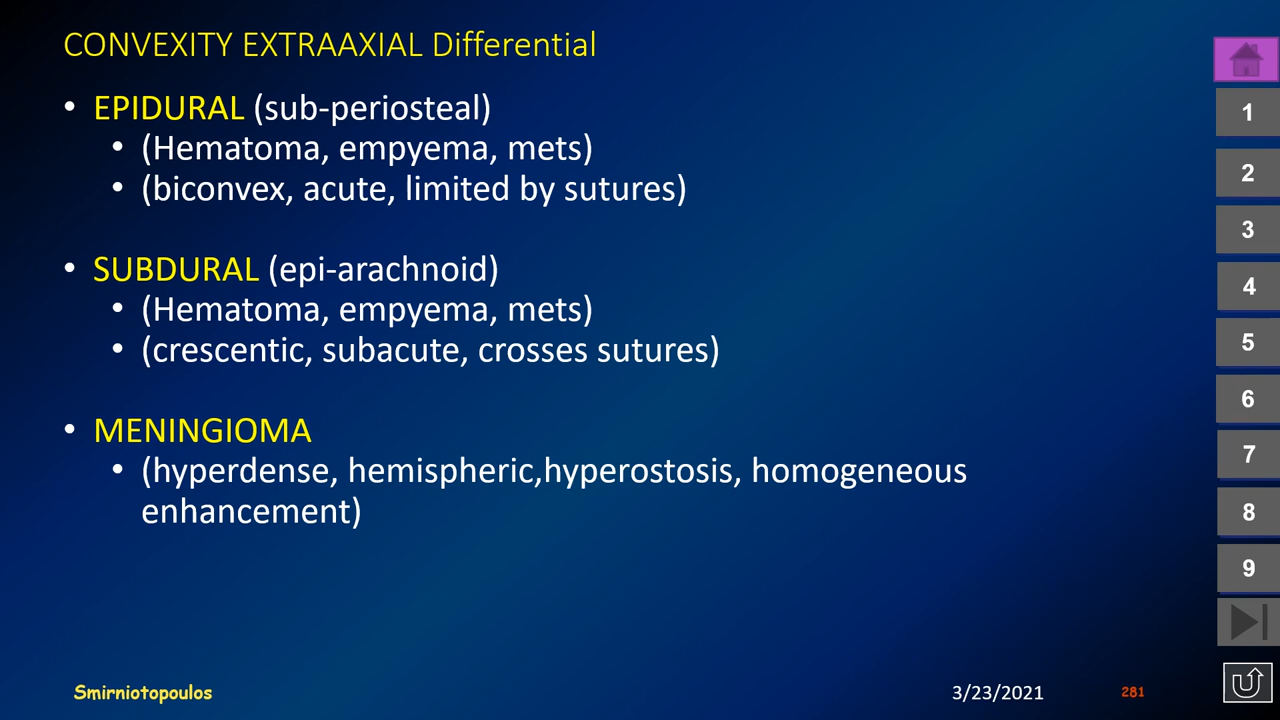 CONVEXITY EXTRAAXIAL Differential
• EPIDURAL (sub-periosteal)
• (Hematoma, empyema, mets)
• (biconvex, acute, limited by sutures)
• SUBDURAL (epi-arachnoid)
• (Hematoma, empyema, mets)
• (crescentic, subacute, crosses sutures)
• MENINGIOMA
• (hyperdense, hemispheric,hyperostosis, homogeneous
enhancement)
1
2
3
4
5
6
7
8
9
Smirniotopoulos
3/23/2021
281